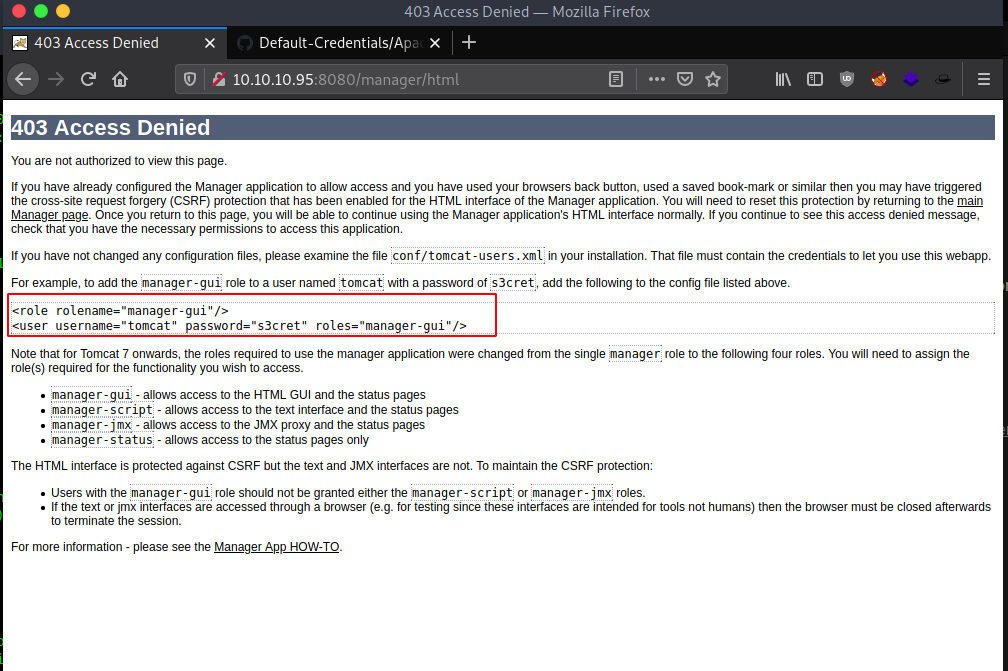 403 Access Denied — Mozilla Firefox
403 Access Denied
Default-Credentials/Apac
10.10.10.95:8080/manager/html
403 Access Denied
You are not authorized to view this page.
If you have already configured the Manager application to allow access and you have used your browsers back button, used a saved book-mark or similar then you may have triggered
the cross-site request forgery (CSRF) protection that has been enabled for the HTML interface of the Manager application. You will need to reset this protection by returning to the main
Manager page. Once you return to this page, you will be able to continue using the Manager application's HTML interface normally. If you continue to see this access denied message,
check that you have the necessary permissions to access this application.
If you have not changed any configuration files, please examine the file conf/tomcat-users.xml in your installation. That file must contain the credentials to let you use this webapp.
For example, to add the manager-gui role to a user named tomcat with a password of s3cret, add the following to the config file listed above.
<role rolename="manager-gui"/>
<user username="tomcat" password="s3cret" roles="manager-gui"/>
Note that for Tomcat 7 onwards, the roles required to use the manager application were changed from the single manager role to the following four roles. You will need to assign the
role(s) required for the functionality you wish to access.
manager-gui - allows access to the HTML GUI and the status pages
manager-script - allows access to the text interface and the status pages
manager-jmx - allows access to the JMX proxy and the status pages
manager-status - allows access to the status pages only
The HTML interface is protected against CSRF but the text and JMX interfaces are not. To maintain the CSRF protection:
Users with the manager-gui role should not be granted either the manager-script or manager-jmx roles.
If the text or jmx interfaces are accessed through a browser (e.g. for testing since these interfaces are intended for tools not humans) then the browser must be closed afterwards
to terminate the session.
For more information - please see the Manager App HOW-TO.